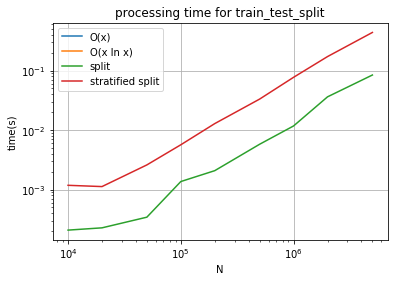 processing time for train_test_split
O(x)
O(x ln x)
split
stratified split
time(s)
10⁻¹
10⁻²
10⁻³
10⁴
10⁵
10⁶
N